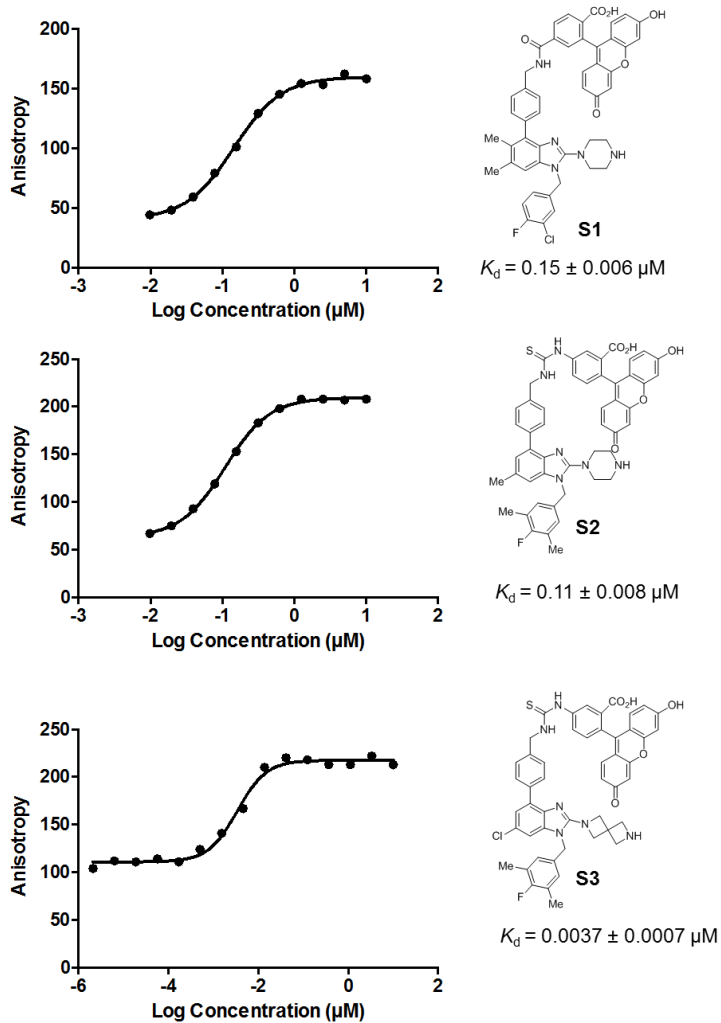 200
150
100
50
0
Anisotropy
-3 -2 -1 0 1 2
Log Concentration (µM)
CO₂H
OH
O
NH
O
O
Me
Me
N
N
N
NH
F
Cl
S1
Kd = 0.15 ± 0.006 µM
250
200
150
100
50
0
Anisotropy
-3 -2 -1 0 1 2
Log Concentration (µM)
H
N
S
NH
CO₂H
OH
O
O
N
N
N
NH
Me
Me
F
Me
S2
Kd = 0.11 ± 0.008 µM
250
200
150
100
50
0
Anisotropy
-6 -4 -2 0 2
Log Concentration (µM)
H
N
S
NH
CO₂H
OH
O
O
N
N
N
NH
Cl
Me
F
Me
S3
Kd = 0.0037 ± 0.0007 µM